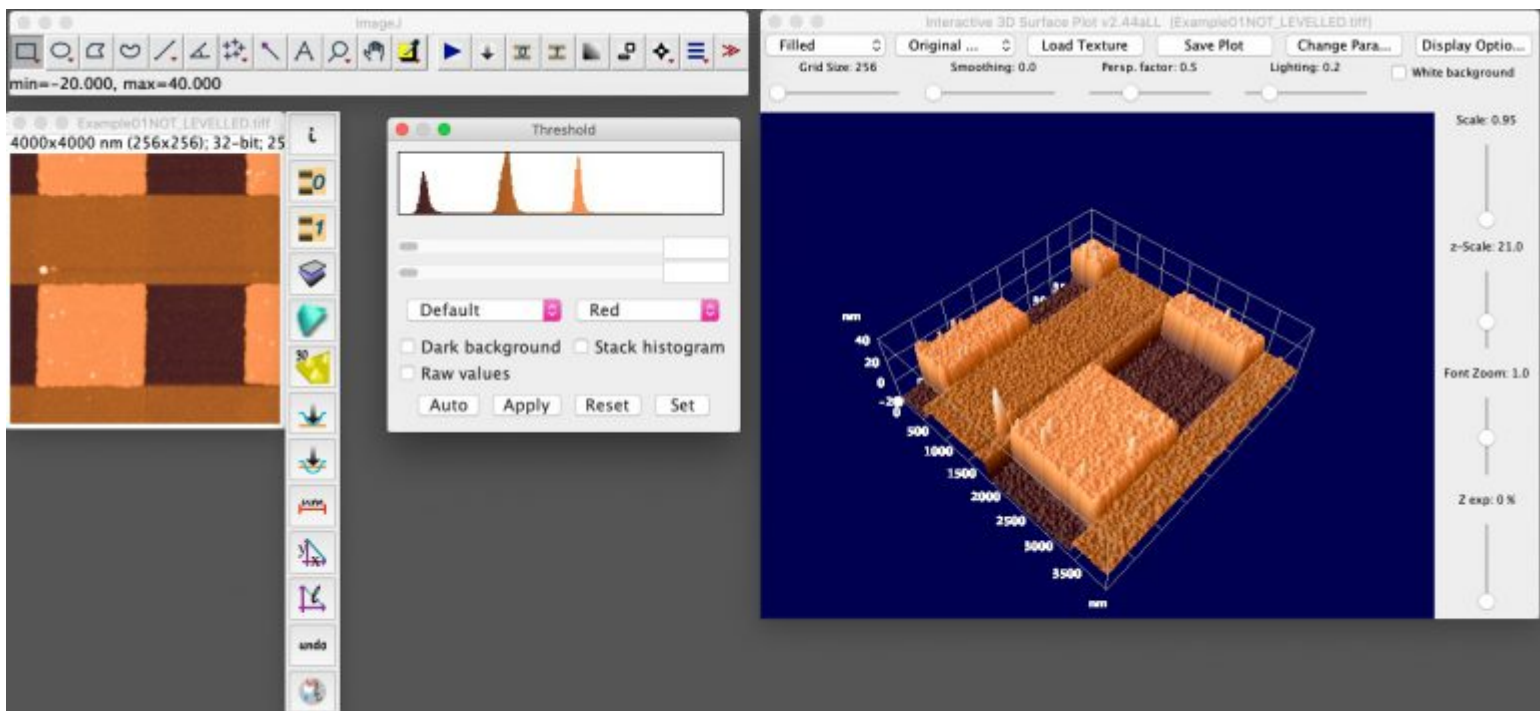 ImageJ
min=-20.000, max=40.000
Example01NOT_LEVELLED.tiff
4000x4000 nm (256x256); 32-bit; 25
i
0
1
3D
undo
Threshold
Default
Red
Dark background
Stack histogram
Raw values
Auto Apply Reset Set
Interactive 3D Surface Plot v2.44aLL (Example01NOT_LEVELLED.tiff)
Filled Original ... Load Texture Save Plot Change Para... Display Optio...
Grid Size: 256 Smoothing: 0.0 Persp. factor: 0.5 Lighting: 0.2 White background
Scale: 0.95
z-Scale: 21.0
Font Zoom: 1.0
Z exp: 0 %
nm
40
20
0
0
500
1000
1500
2000
2500
3000
3500
nm